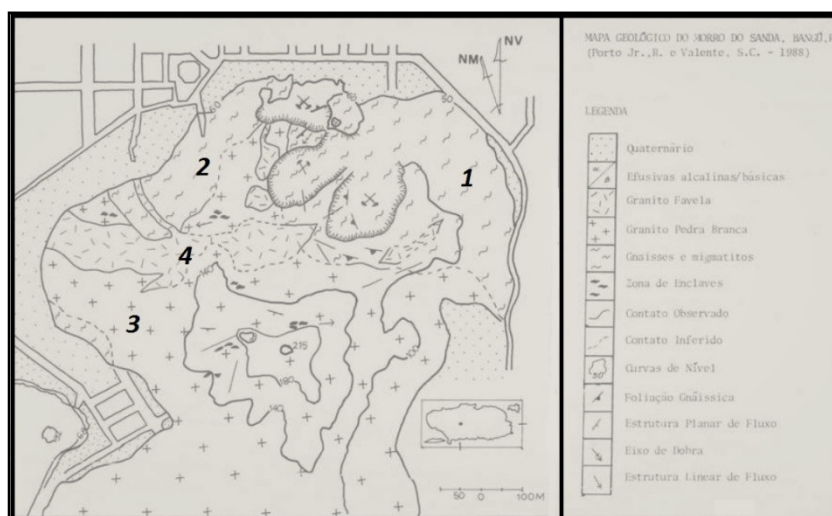 MAPA GEOLÓGICO DO MORRO DO SANDA, BANGÚ,R
(Porto Jr.,R. e Valente, S.C. - 1988)
NM
NV
LEGENDA
Quaternário
Efusivas alcalinas/básicas
Granito Favela
Granito Pedra Branca
Gnaisses e migmatitos
Zona de Enclaves
Contato Observado
Contato Inferido
50
Curvas de Nível
Foliação Gnáissica
Estrutura Planar de Fluxo
Eixo de Dobra
Estrutura Linear de Fluxo
50
2
1
4
3
140
100
215
180
140
50 0 100M